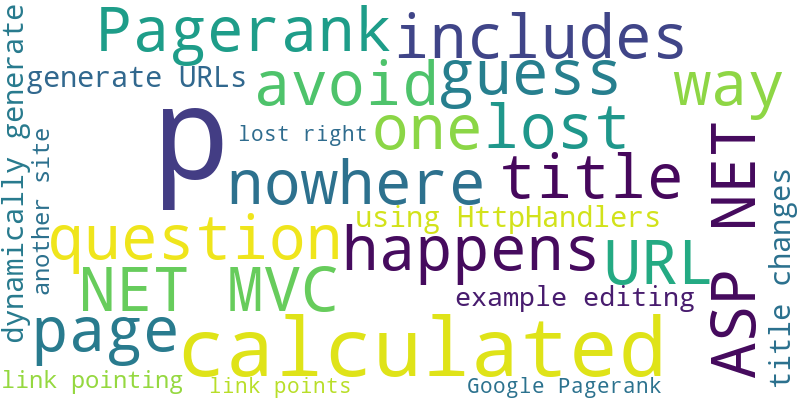 Pagerank
includes
generate URLs
avoid
guess
way
dynamically generate
p
lost right
one
lost
another site
nowhere
title
ASP NET
question
using HttpHandlers
happens
URL
title changes
NET MVC
example editing
page
calculated
link pointing
link points
Google Pagerank